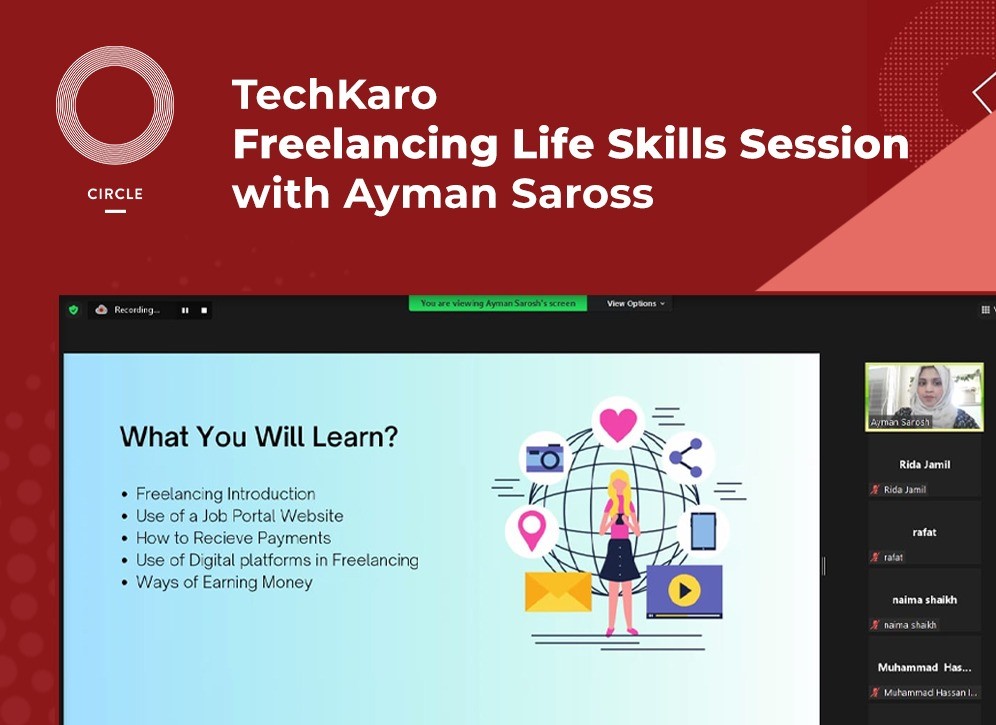 TechKaro
Freelancing Life Skills Session
with Ayman Saross
CIRCLE
Recording...
You are viewing Ayman Sarosh's screen
View Options
What You Will Learn?
• Freelancing Introduction
• Use of a Job Portal Website
• How to Recieve Payments
• Use of Digital platforms in Freelancing
• Ways of Earning Money
Ayman Sarosh
Rida Jamil
Rida Jamil
rafat
rafat
naima shaikh
naima shaikh
Muhammad Has...
Muhammad Hassan I...